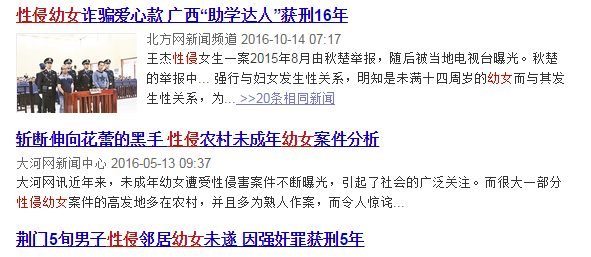 性侵幼女诈骗爱心款 广西“助学达人”获刑16年
北方网新闻频道 2016-10-14 07:17
王杰性侵女生一案2015年8月由秋楚举报，随后被当地电视台曝光。秋楚
的举报中... 强行与妇女发生性关系，明知是未满十四周岁的幼女而与其发
生性关系，为... >>20条相同新闻
斩断伸向花蕾的黑手 性侵农村未成年幼女案件分析
大河网新闻中心 2016-05-13 09:37
大河网讯近年来，未成年幼女遭受性侵害案件不断曝光，引起了社会的广泛关注。而很大一部分
性侵幼女案件的高发地多在农村，并且多为熟人作案，而令人惊诧...
荆门5旬男子性侵邻居幼女未遂 因强奸罪获刑5年